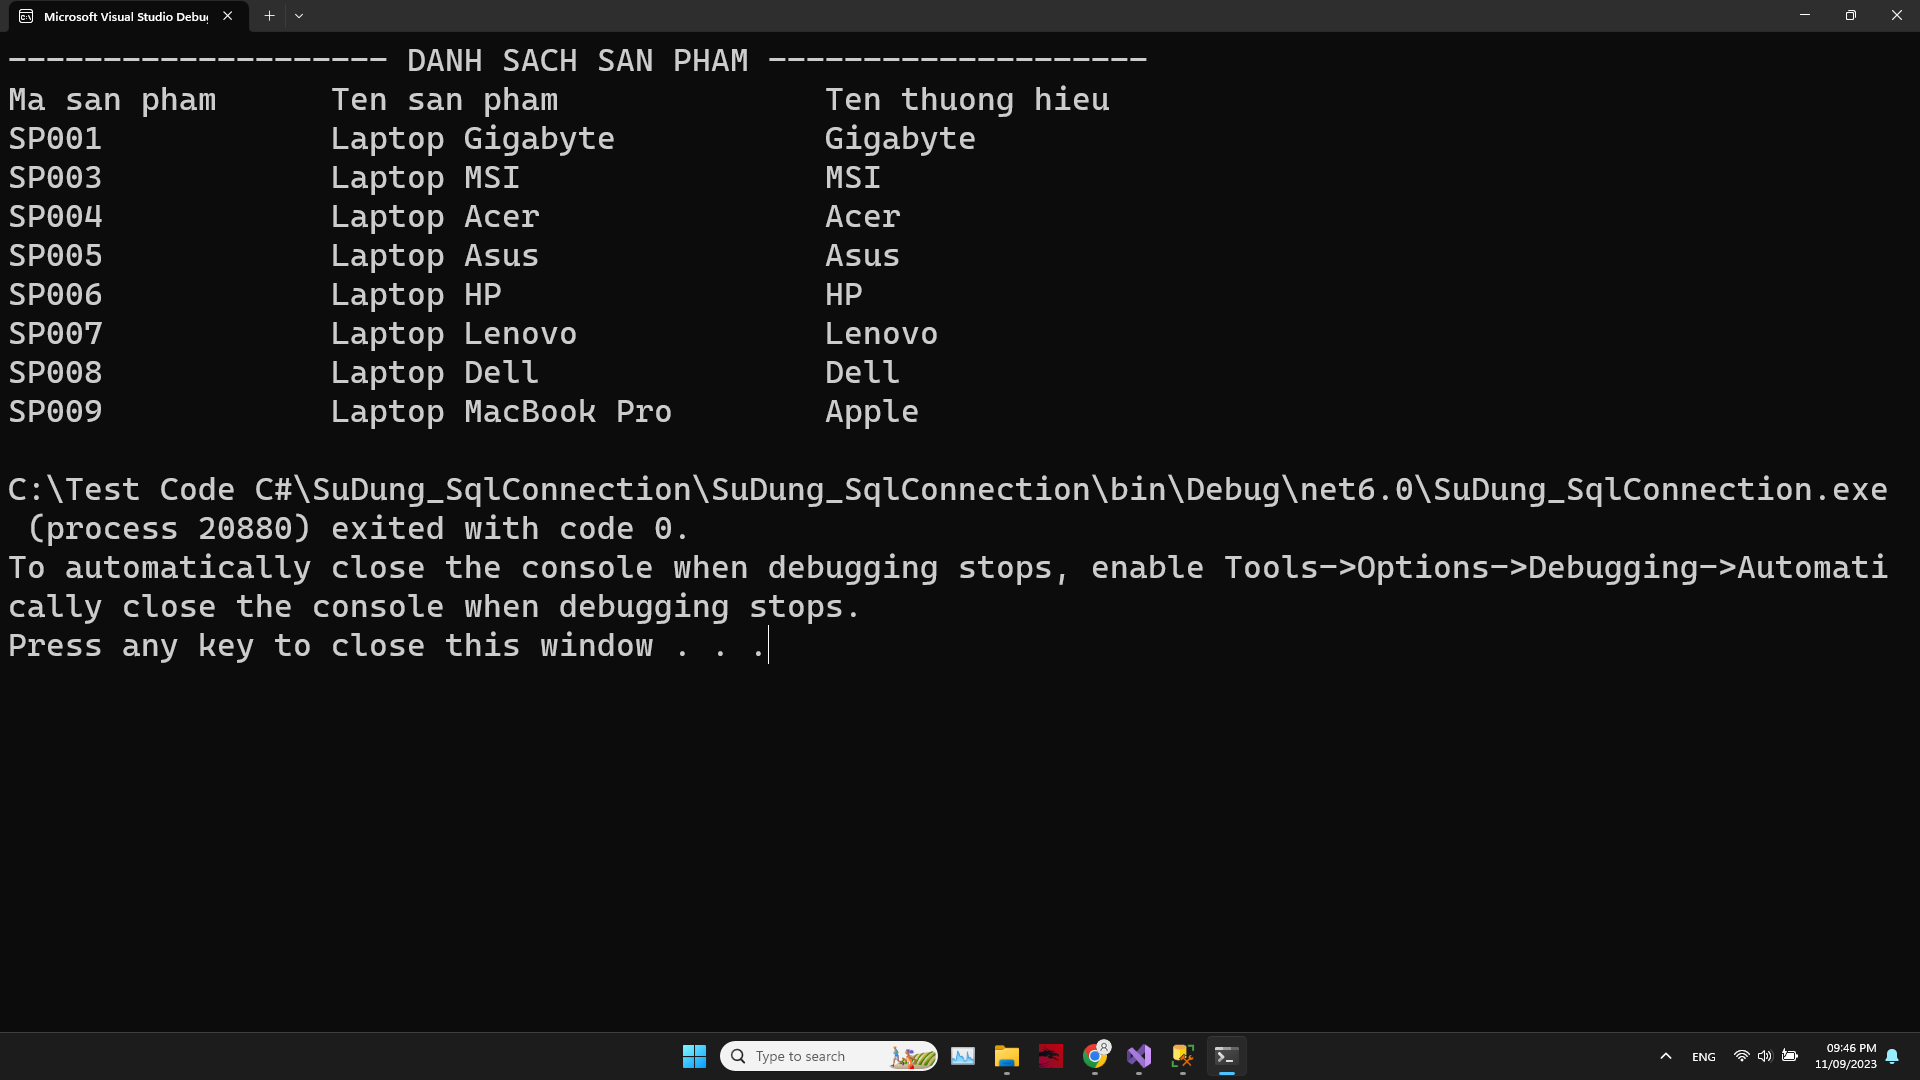 Microsoft Visual Studio Debug
-------------------- DANH SACH SAN PHAM --------------------
Ma san pham Ten san pham Ten thuong hieu
SP001 Laptop Gigabyte Gigabyte
SP003 Laptop MSI MSI
SP004 Laptop Acer Acer
SP005 Laptop Asus Asus
SP006 Laptop HP HP
SP007 Laptop Lenovo Lenovo
SP008 Laptop Dell Dell
SP009 Laptop MacBook Pro Apple
C:\Test Code C#\SuDung_SqlConnection\SuDung_SqlConnection\bin\Debug\net6.0\SuDung_SqlConnection.exe
(process 20880) exited with code 0.
To automatically close the console when debugging stops, enable Tools->Options->Debugging->Automati
cally close the console when debugging stops.
Press any key to close this window . . .
Type to search
ENG
09:46 PM
11/09/2023